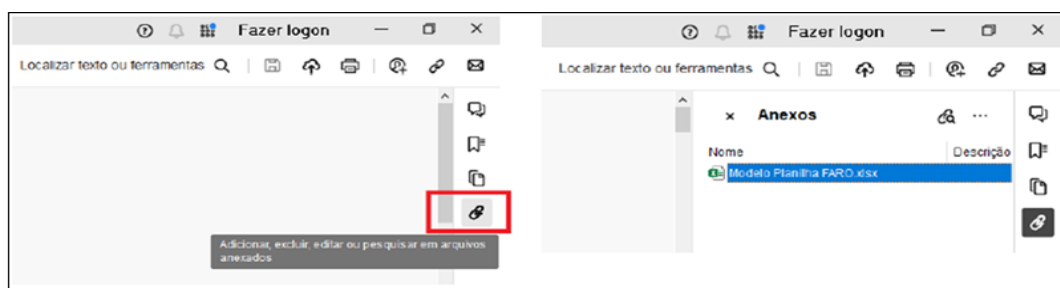 Fazer logon
Localizar texto ou ferramentas
Adicionar, excluir, editar ou pesquisar em arquivos
anexados
Fazer logon
Localizar texto ou ferramentas
Anexos
Nome Descrição
Modelo Planilha FARO.xlsx